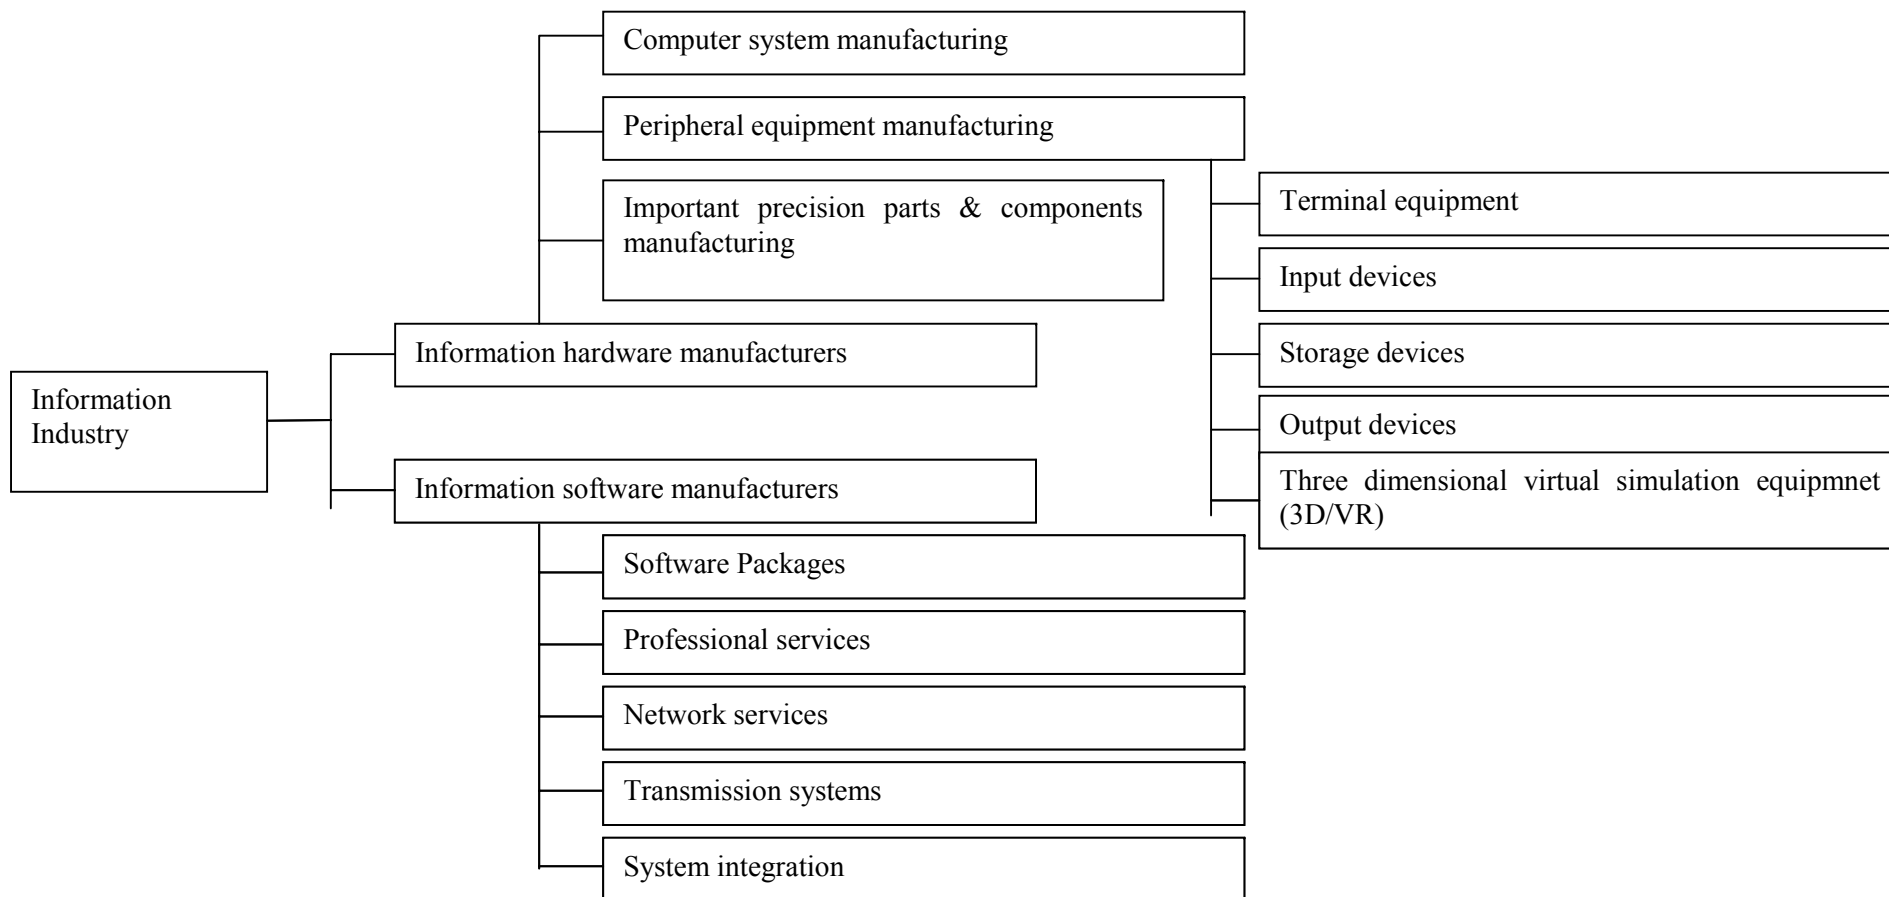 Computer system manufacturing
Peripheral equipment manufacturing
Important precision parts & components
manufacturing
Terminal equipment
Input devices
Storage devices
Output devices
Three dimensional virtual simulation equipmnet
(3D/VR)
Information hardware manufacturers
Information
Industry
Information software manufacturers
Software Packages
Professional services
Network services
Transmission systems
System integration